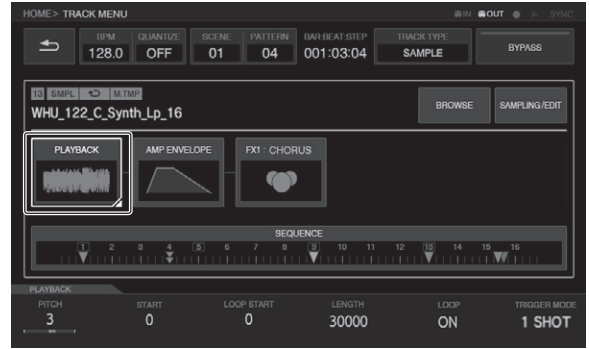 HOME> TRACK MENU
IN OUT SYNC
BPM QUANTIZE SCENE PATTERN BAR:BEAT:STEP TRACK TYPE
128.0 OFF 01 04 001:03:04 SAMPLE BYPASS
13 SMPL M.TMP
WHU_122_C_Synth_Lp_16
BROWSE SAMPLING/EDIT
PLAYBACK AMP ENVELOPE FX1 : CHORUS
SEQUENCE
1 2 3 4 5 6 7 8 9 10 11 12 13 14 15 16
PLAYBACK
PITCH START LOOP START LENGTH LOOP TRIGGER MODE
3 0 0 30000 ON 1 SHOT